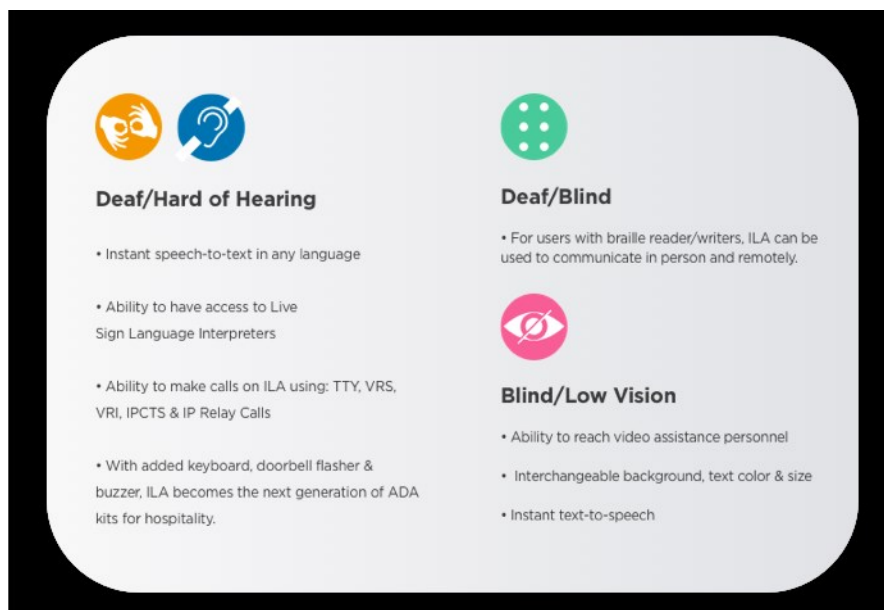 Deaf/Hard of Hearing
• Instant speech-to-text in any language
• Ability to have access to Live
Sign Language Interpreters
• Ability to make calls on ILA using: TTY, VRS,
VRI, IPCTS & IP Relay Calls
• With added keyboard, doorbell flasher &
buzzer, ILA becomes the next generation of ADA
kits for hospitality.
Deaf/Blind
• For users with braille reader/writers, ILA can be
used to communicate in person and remotely.
Blind/Low Vision
• Ability to reach video assistance personnel
• Interchangeable background, text color & size
• Instant text-to-speech